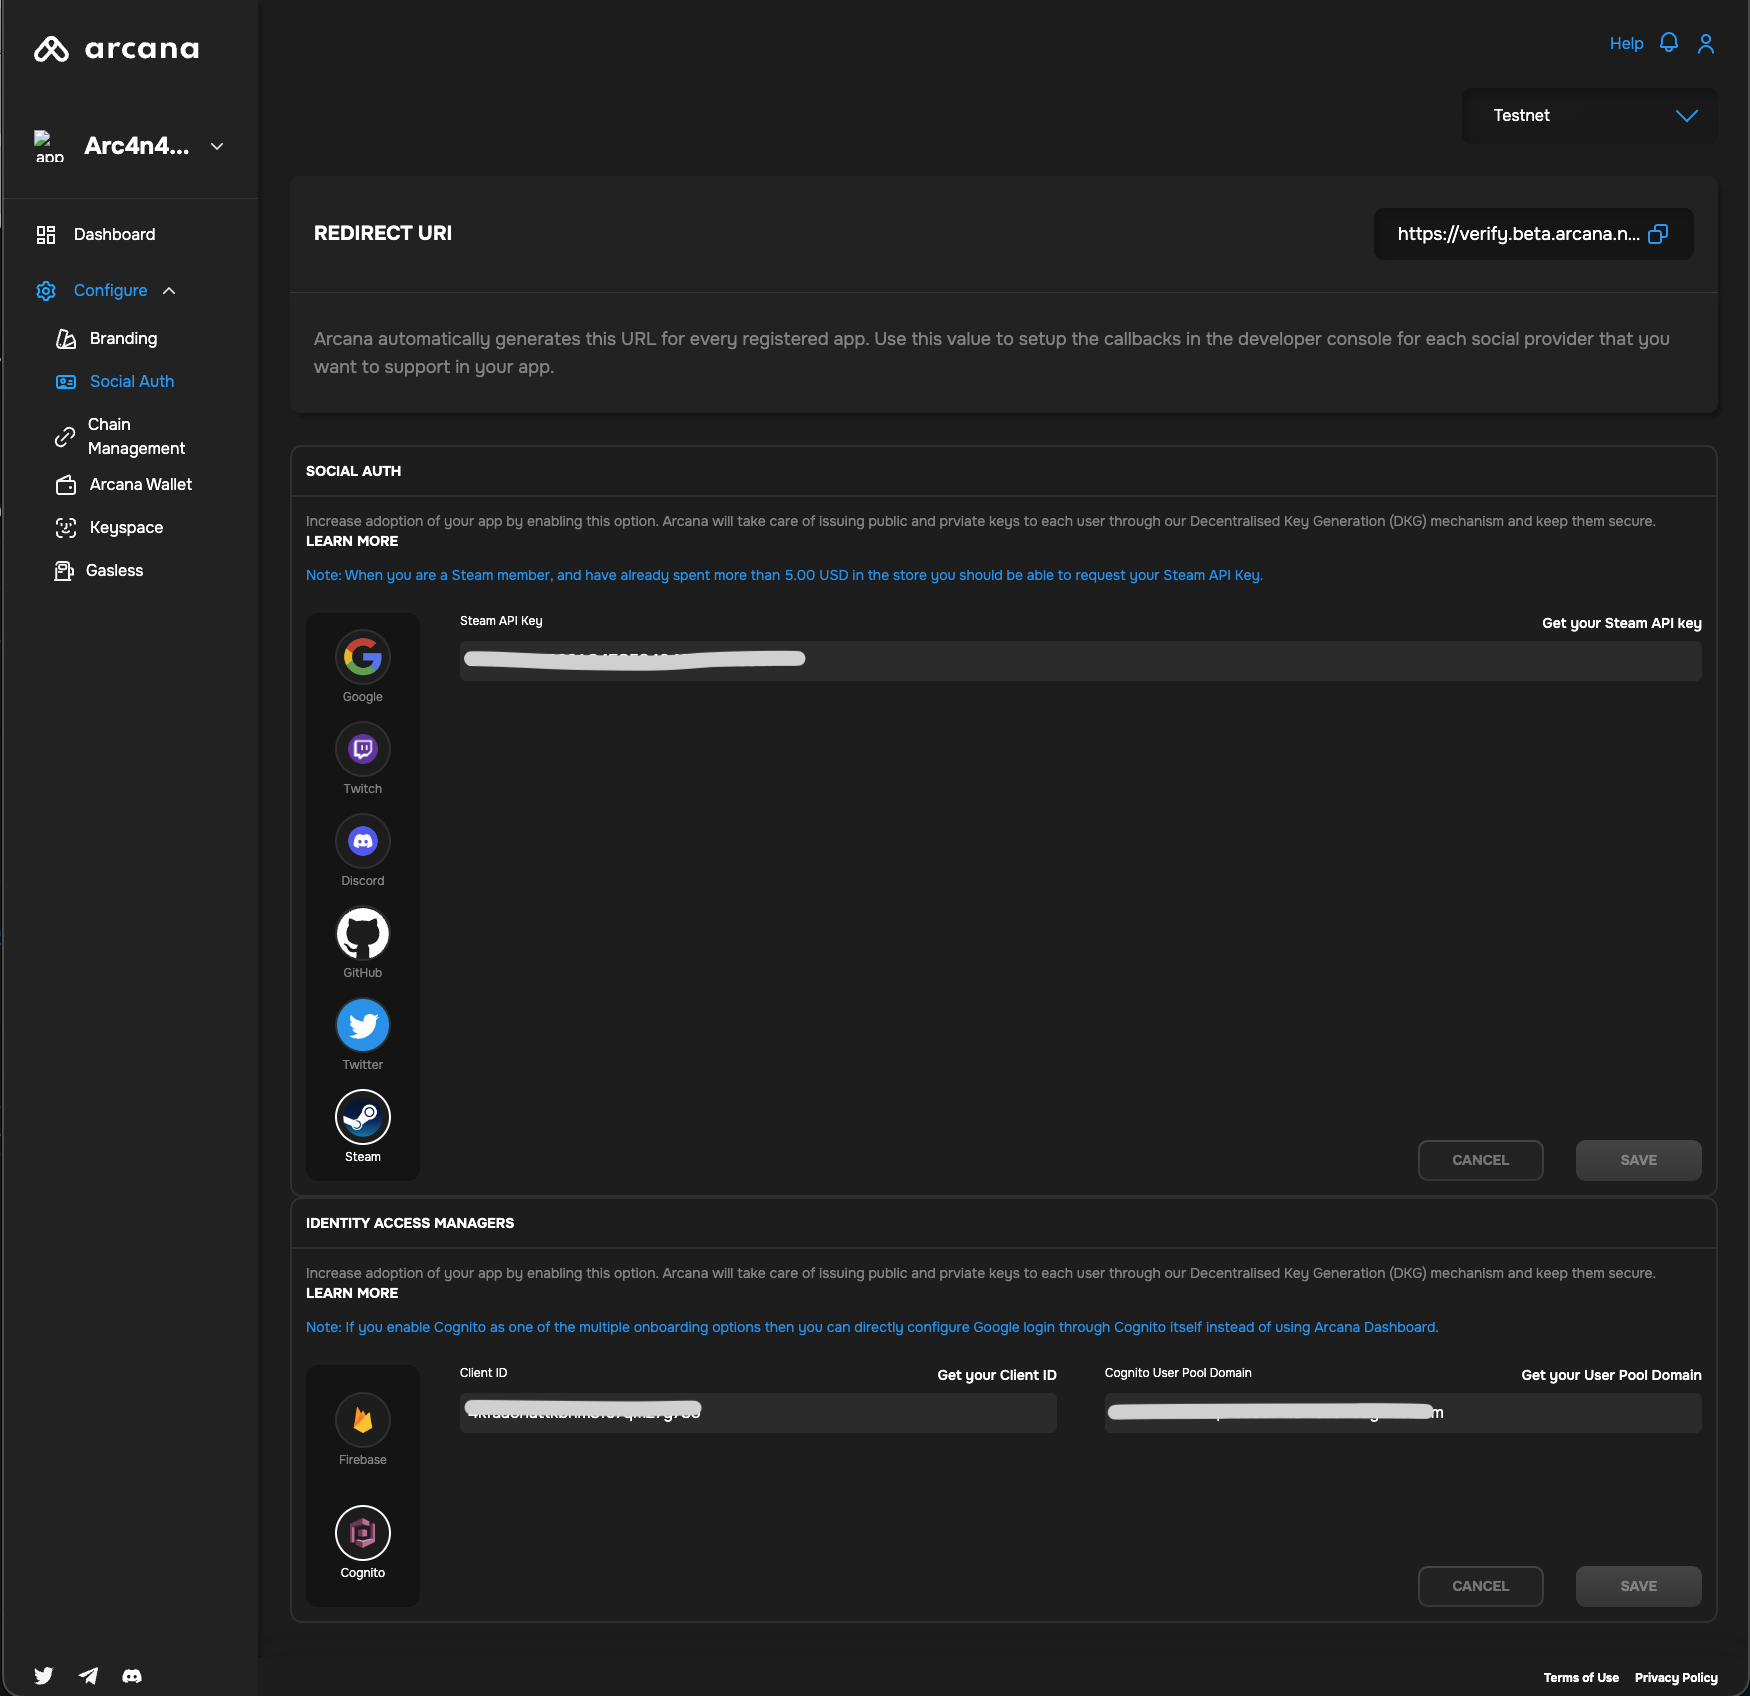 arcana
Help
Testnet
app
Arc4n4...
Dashboard
Configure
Branding
Social Auth
Chain
Management
Arcana Wallet
Keyspace
Gasless
REDIRECT URI
https://verify.beta.arcana.n...
Arcana automatically generates this URL for every registered app. Use this value to setup the callbacks in the developer console for each social provider that you
want to support in your app.
SOCIAL AUTH
Increase adoption of your app by enabling this option. Arcana will take care of issuing public and prviate keys to each user through our Decentralised Key Generation (DKG) mechanism and keep them secure.
LEARN MORE
Note: When you are a Steam member, and have already spent more than 5.00 USD in the store you should be able to request your Steam API Key.
Google
Twitch
Discord
GitHub
Twitter
Steam
Steam API Key
Get your Steam API key
CANCEL
SAVE
IDENTITY ACCESS MANAGERS
Increase adoption of your app by enabling this option. Arcana will take care of issuing public and prviate keys to each user through our Decentralised Key Generation (DKG) mechanism and keep them secure.
LEARN MORE
Note: If you enable Cognito as one of the multiple onboarding options then you can directly configure Google login through Cognito itself instead of using Arcana Dashboard.
Firebase
Cognito
Client ID
Get your Client ID
Cognito User Pool Domain
Get your User Pool Domain
CANCEL
SAVE
Terms of Use
Privacy Policy